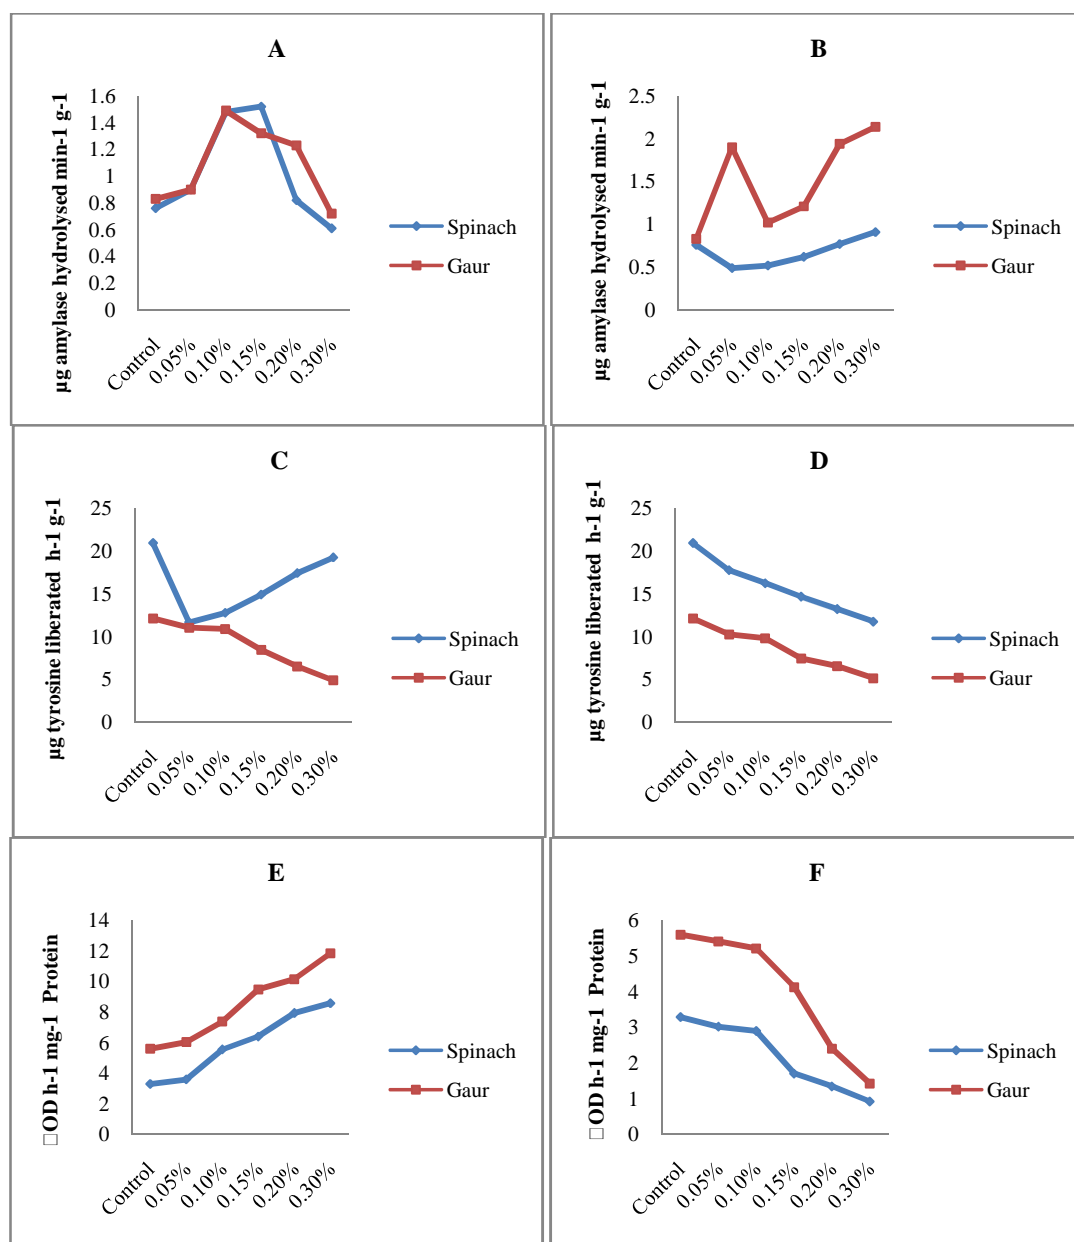 A
µg amylase hydrolysed min-1 g-1
1.6
1.4
1.2
1
0.8
0.6
0.4
0.2
0
Control
0.05%
0.10%
0.15%
0.20%
0.30%
Spinach
Gaur
B
µg amylase hydrolysed min-1 g-1
2.5
2
1.5
1
0.5
0
Control
0.05%
0.10%
0.15%
0.20%
0.30%
Spinach
Gaur
C
µg tyrosine liberated h-1 g-1
25
20
15
10
5
0
Control
0.05%
0.10%
0.15%
0.20%
0.30%
Spinach
Gaur
D
µg tyrosine liberated h-1 g-1
25
20
15
10
5
0
Control
0.05%
0.10%
0.15%
0.20%
0.30%
Spinach
Gaur
E
□OD h-1 mg-1 Protein
14
12
10
8
6
4
2
0
Control
0.05%
0.10%
0.15%
0.20%
0.30%
Spinach
Gaur
F
□OD h-1 mg-1 Protein
6
5
4
3
2
1
0
Control
0.05%
0.10%
0.15%
0.20%
0.30%
Spinach
Gaur